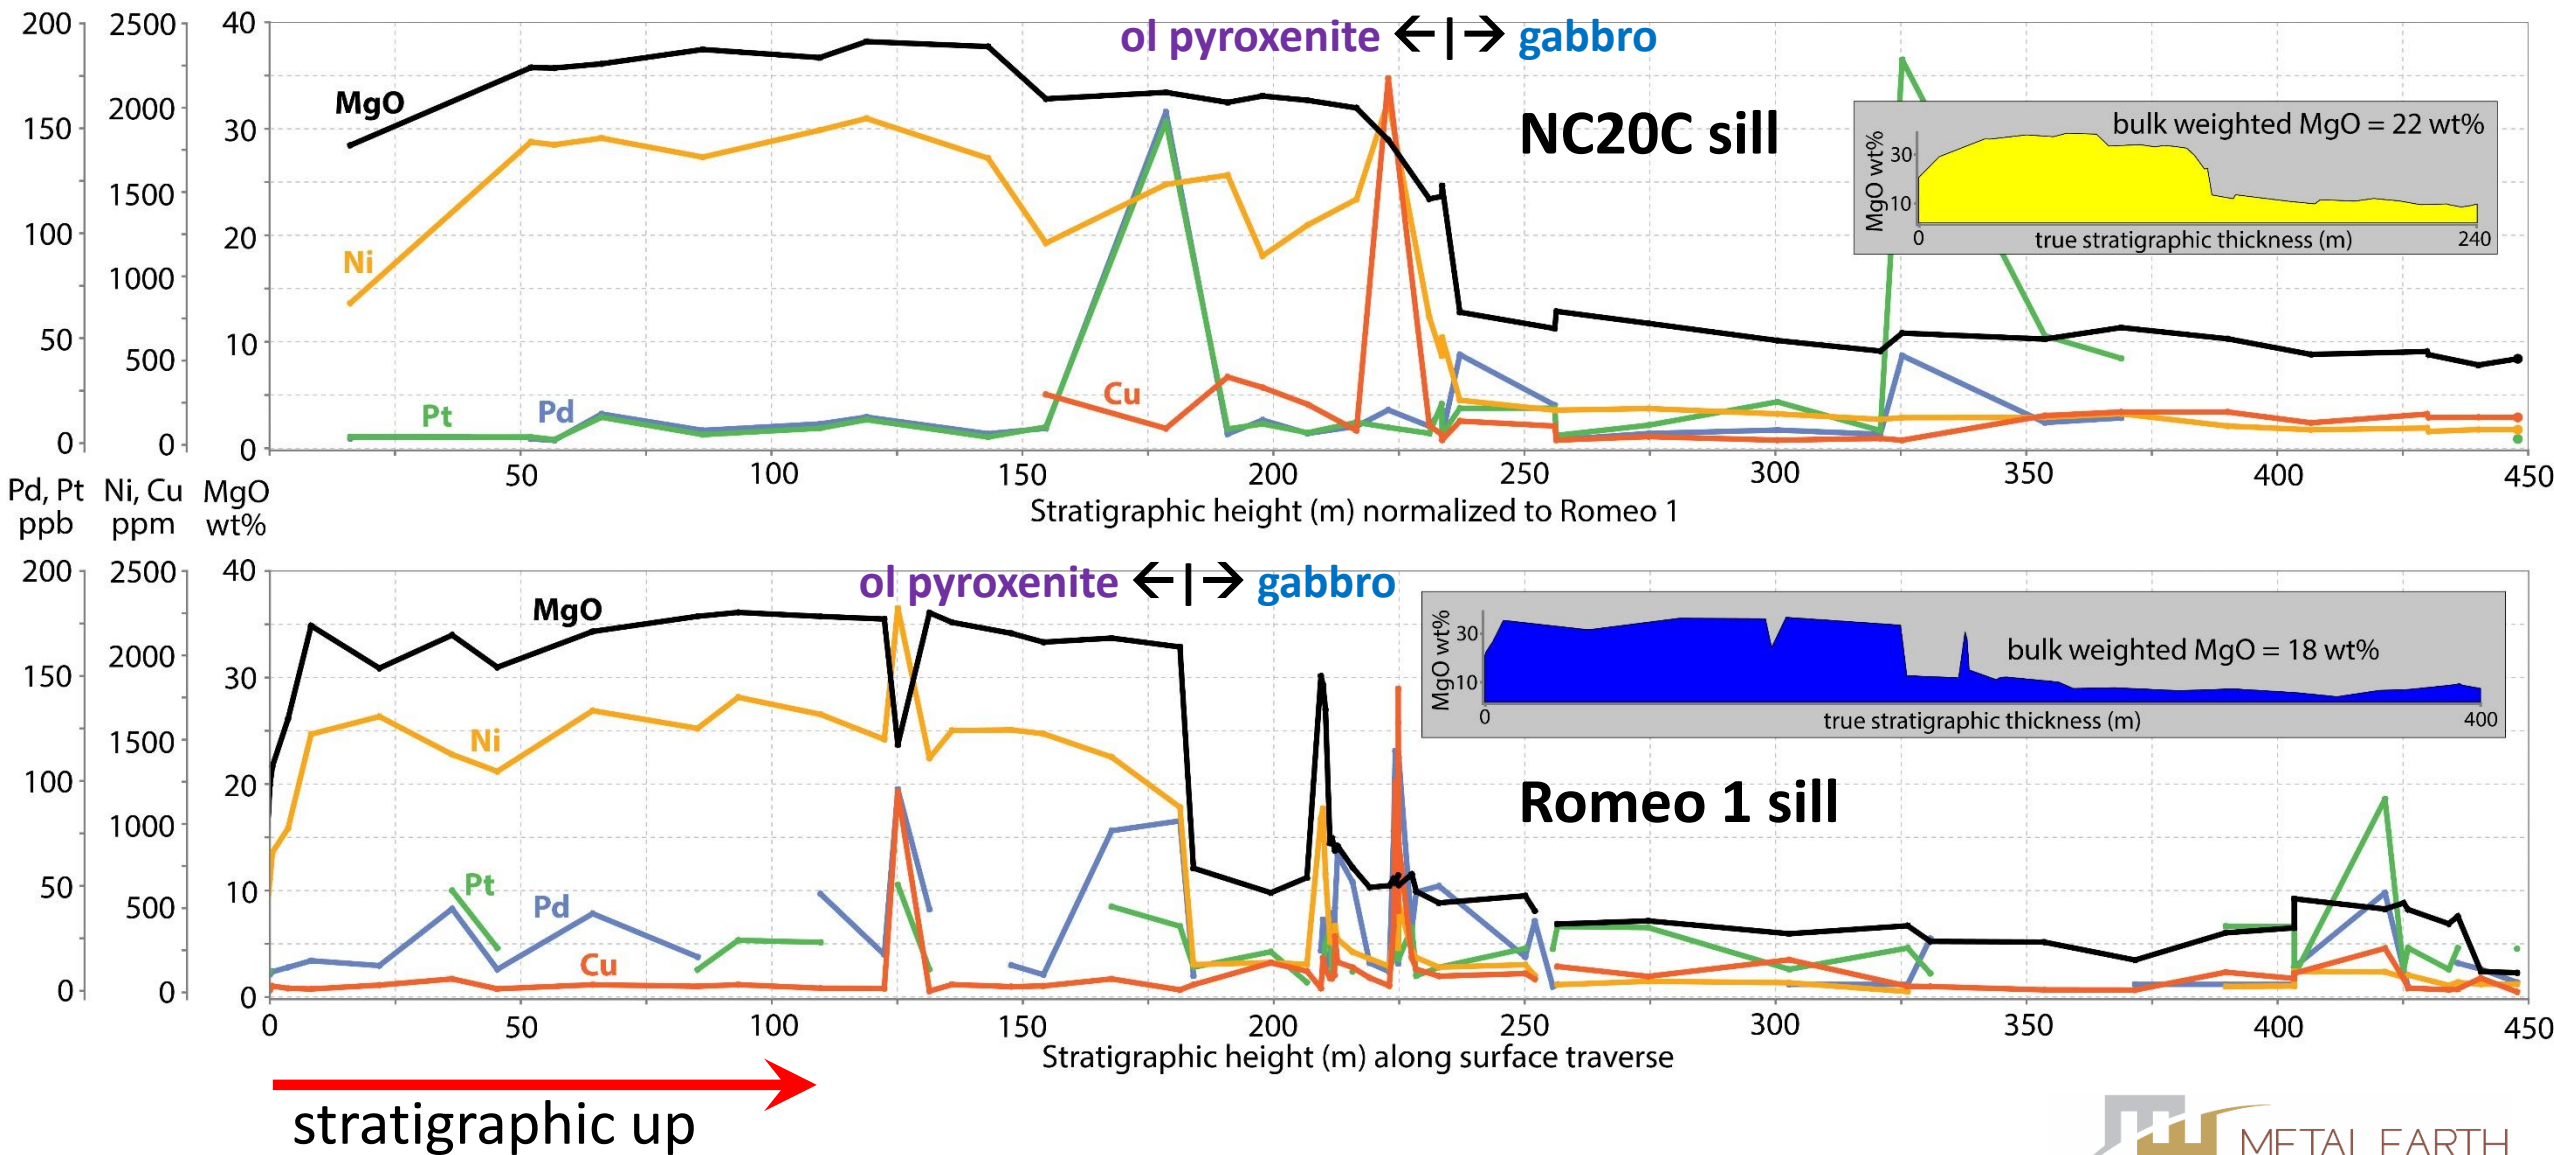 ol pyroxenite ←|→ gabbro
200 2500 40
150 2000 30
100 1500 20
50 1000 10
0 500 0
0
MgO
Ni
Pt
Pd
Cu
NC20C sill
bulk weighted MgO = 22 wt%
MgO wt%
30
10
0 true stratigraphic thickness (m) 240
50 100 150 200 250 300 350 400 450
Stratigraphic height (m) normalized to Romeo 1
Pd, Pt Ni, Cu MgO
ppb ppm wt%
ol pyroxenite ←|→ gabbro
200 2500 40
150 2000 30
100 1500 20
50 1000 10
0 500 0
0
MgO
Ni
Pt
Pd
Cu
Romeo 1 sill
bulk weighted MgO = 18 wt%
MgO wt%
30
10
0 true stratigraphic thickness (m) 400
0 50 100 150 200 250 300 350 400 450
Stratigraphic height (m) along surface traverse
stratigraphic up
METAL EARTH